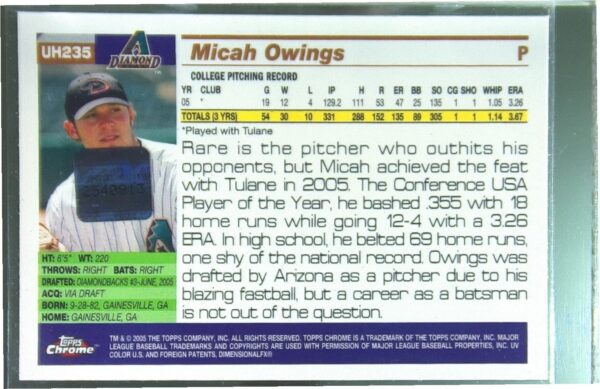 UH235
DIAMOND
Micah Owings
P
COLLEGE PITCHING RECORD
YR CLUB G W L IP H R ER BB SO CG SHO WHIP ERA
05 * 19 12 4 129.2 111 53 47 25 135 1 1 1.05 3.26
TOTALS (3 YRS) 54 30 10 331 288 152 135 89 305 1 1 1.14 3.67
*Played with Tulane
Rare is the pitcher who outhits his
opponents, but Micah achieved the feat
with Tulane in 2005. The Conference USA
Player of the Year, he bashed .355 with 18
home runs while going 12-4 with a 3.26
ERA. In high school, he belted 69 home runs,
one shy of the national record. Owings was
drafted by Arizona as a pitcher due to his
blazing fastball, but a career as a batsman
is not out of the question.
HT: 6'5" WT: 220
THROWS: RIGHT BATS: RIGHT
DRAFTED: DIAMONDBACKS #3-JUNE, 2005
ACQ: VIA DRAFT
BORN: 9-28-82, GAINESVILLE, GA
HOME: GAINESVILLE, GA
TOPPS
Chrome
TM & © 2005 THE TOPPS COMPANY, INC. ALL RIGHTS RESERVED. TOPPS CHROME IS A TRADEMARK OF THE TOPPS COMPANY, INC. MAJOR
LEAGUE BASEBALL TRADEMARKS AND COPYRIGHTS ARE USED WITH PERMISSION OF MAJOR LEAGUE BASEBALL PROPERTIES, INC. UV
COLOR U.S. AND FOREIGN PATENTS, DIMENSIONALFX®